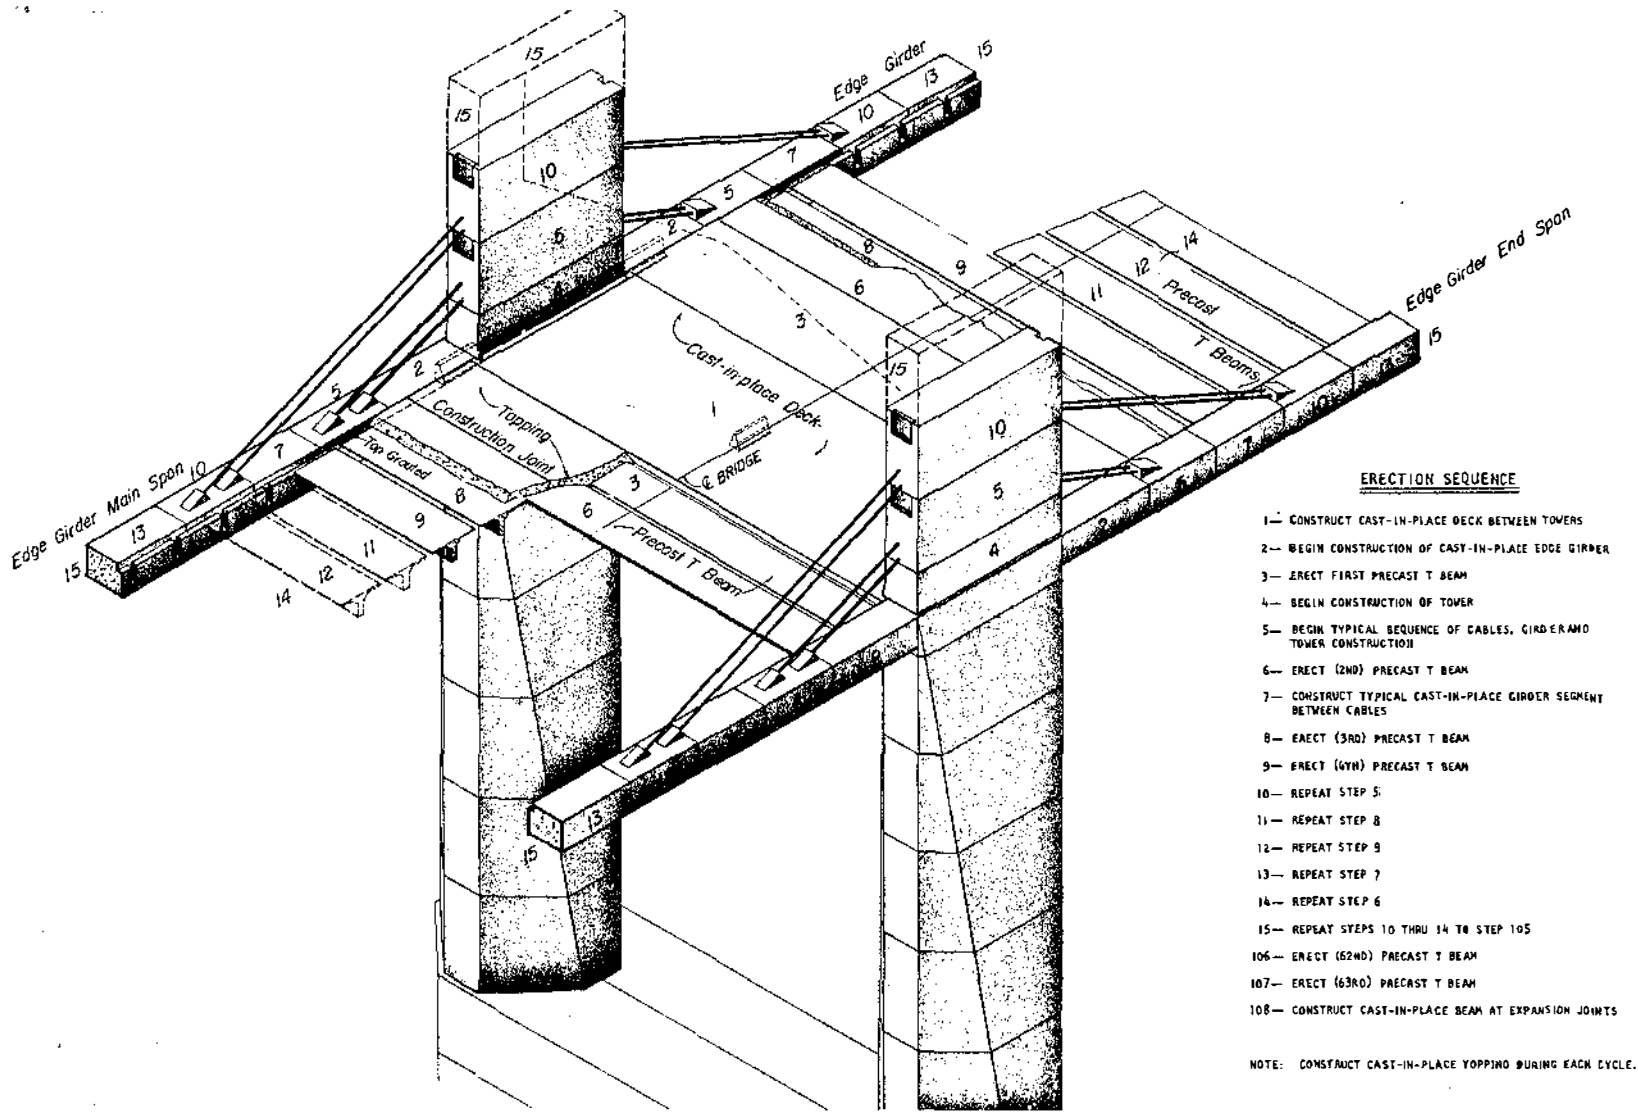 15
Edge Girder
15
13
10
15
7
10
5
2
5
4
8
9
6
3
14
12
11
Precast
T Beams
Edge Girder End Span
15
15
Cast-in-place Deck
1
℄ BRIDGE
2
5
Topping
Construction Joint
Top Grouted
7
10
Edge Girder Main Span
13
15
8
9
11
12
14
3
6
Precast T Beam
10
5
4
10
7
13
15
ERECTION SEQUENCE
1— CONSTRUCT CAST-IN-PLACE DECK BETWEEN TOWERS
2— BEGIN CONSTRUCTION OF CAST-IN-PLACE EDGE GIRDER
3— ERECT FIRST PRECAST T BEAM
4— BEGIN CONSTRUCTION OF TOWER
5— BEGIN TYPICAL SEQUENCE OF CABLES, GIRDER AND
TOWER CONSTRUCTION
6— ERECT (2ND) PRECAST T BEAM
7— CONSTRUCT TYPICAL CAST-IN-PLACE GIRDER SEGMENT
BETWEEN CABLES
8— ERECT (3RD) PRECAST T BEAM
9— ERECT (4TH) PRECAST T BEAM
10— REPEAT STEP 5
11— REPEAT STEP 8
12— REPEAT STEP 9
13— REPEAT STEP 7
14— REPEAT STEP 6
15— REPEAT STEPS 10 THRU 14 TO STEP 105
106— ERECT (62ND) PRECAST T BEAM
107— ERECT (63RD) PRECAST T BEAM
108— CONSTRUCT CAST-IN-PLACE BEAM AT EXPANSION JOINTS
NOTE: CONSTRUCT CAST-IN-PLACE TOPPING DURING EACH CYCLE.